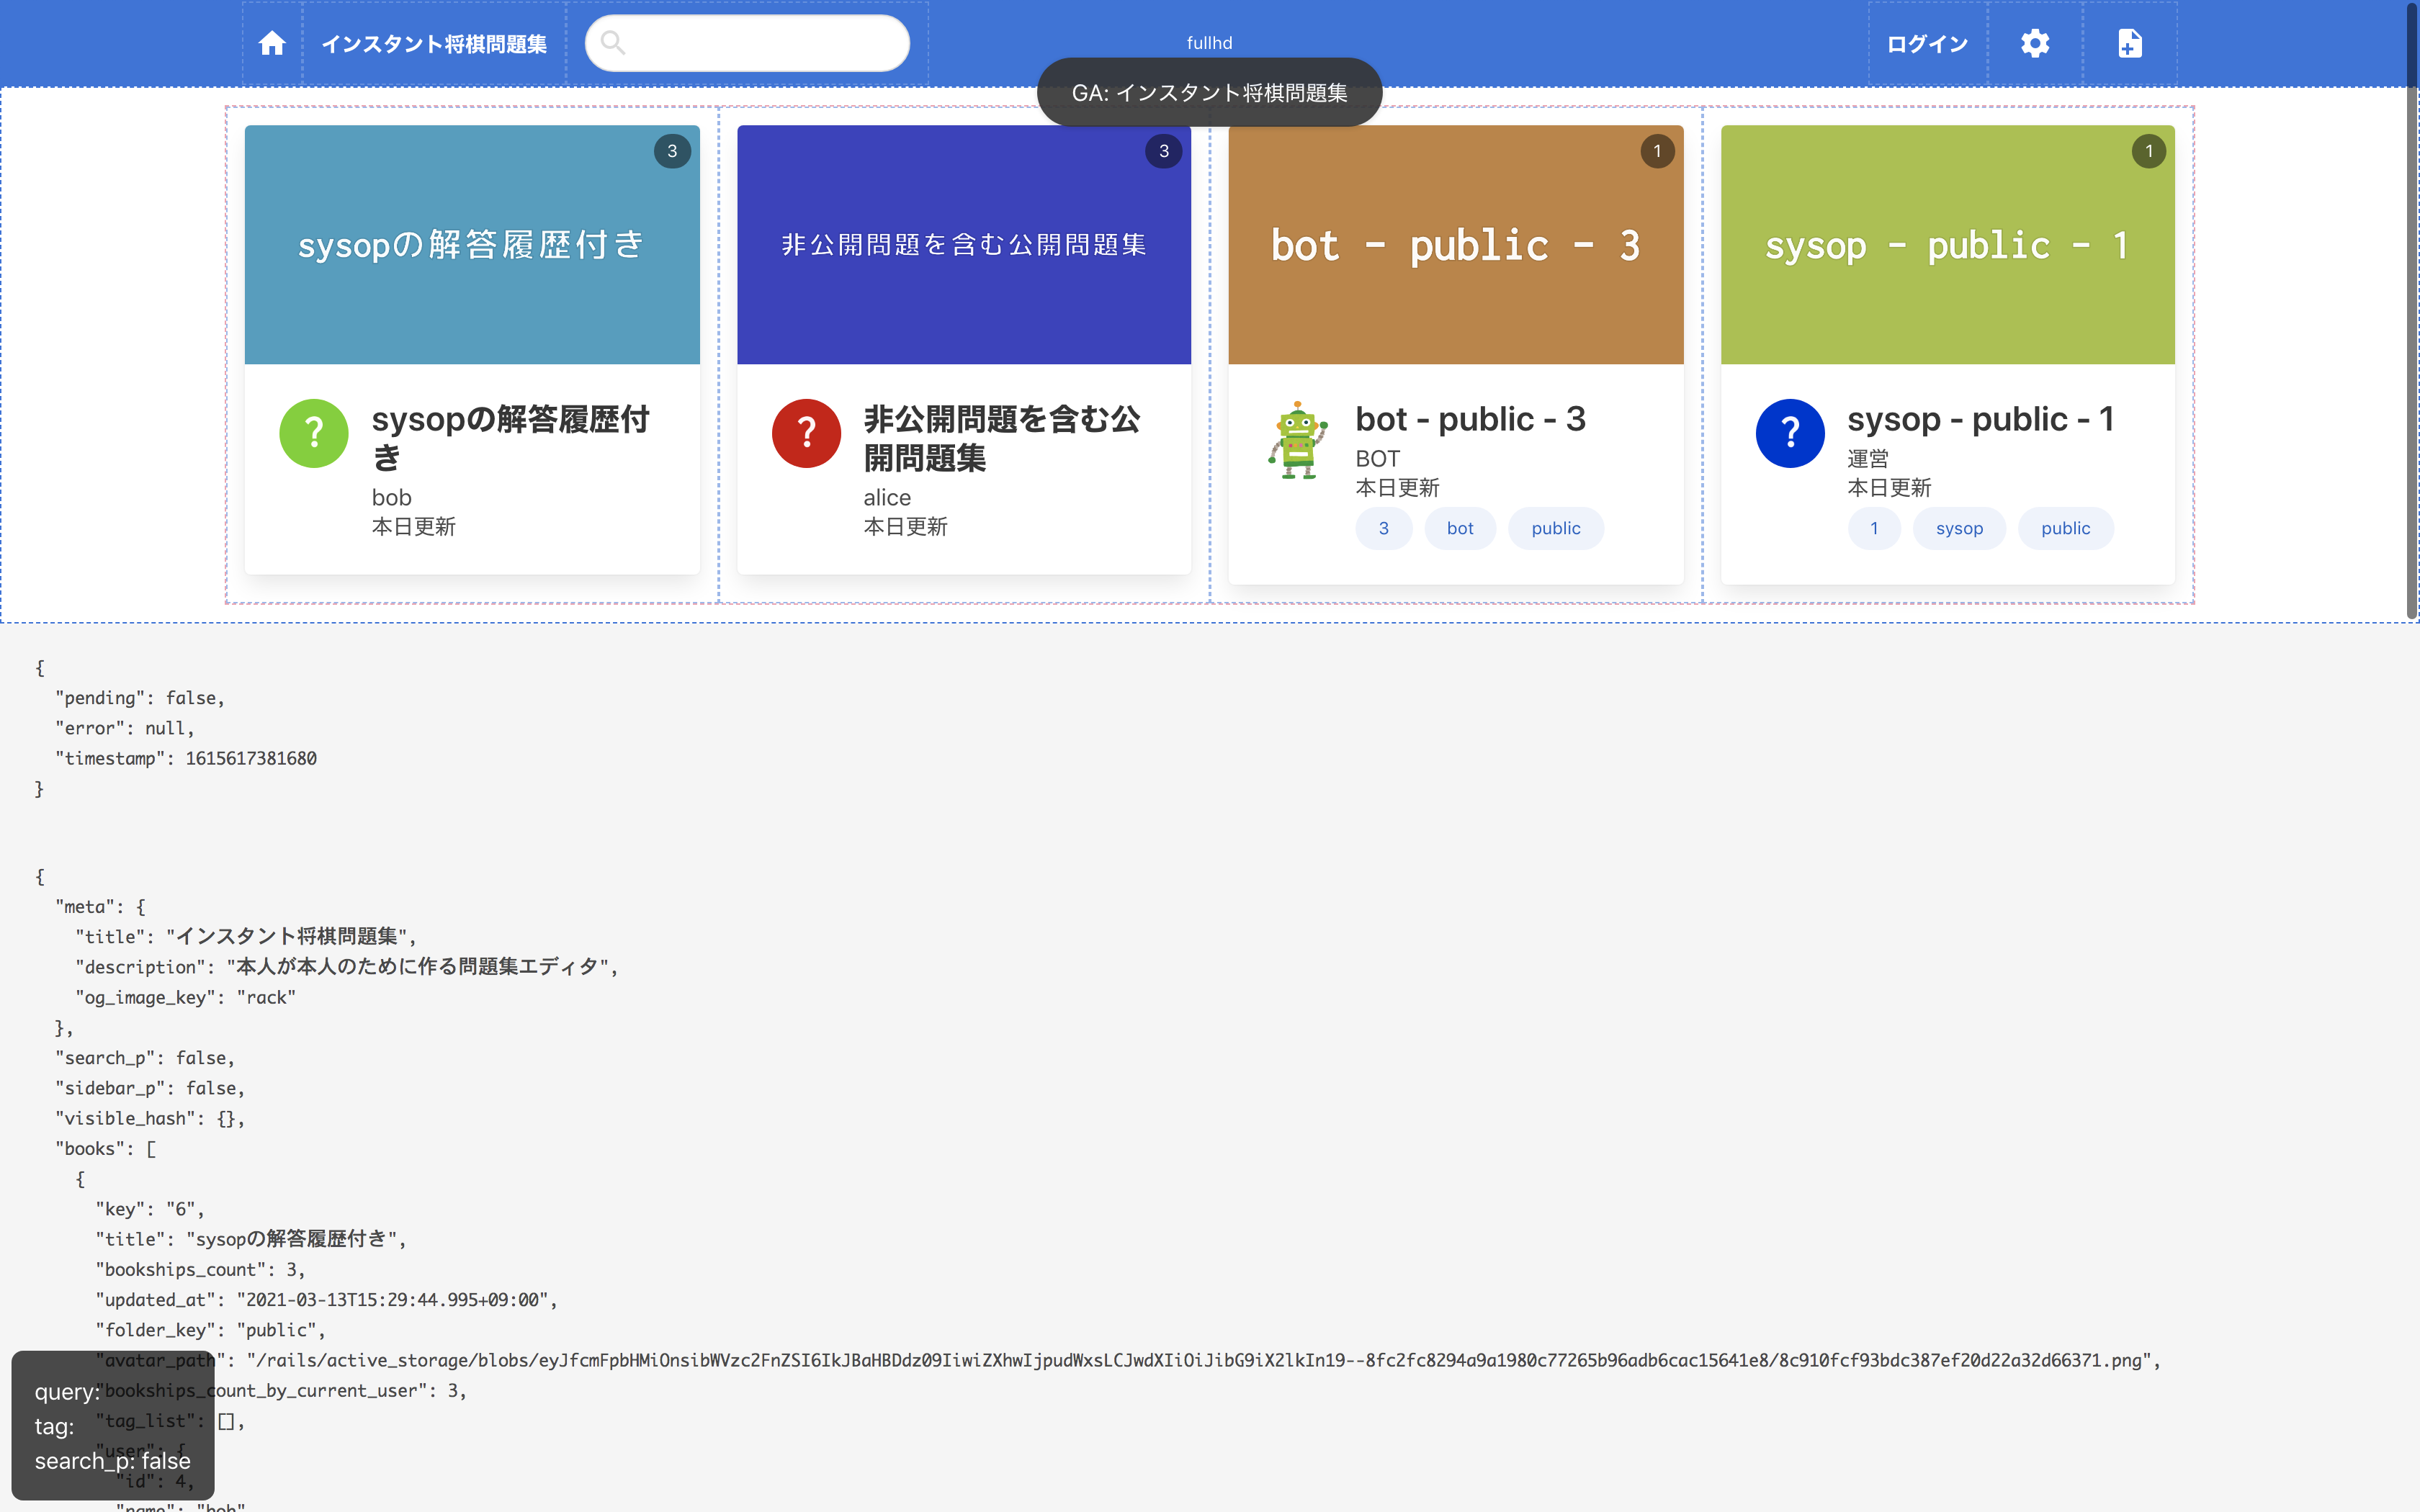 インスタント将棋問題集
fullhd
ログイン
GA: インスタント将棋問題集
3
sysopの解答履歴付き
?
sysopの解答履歴付
き
bob
本日更新
3
非公開問題を含む公開問題集
?
非公開問題を含む公
開問題集
alice
本日更新
1
bot - public - 3
bot - public - 3
BOT
本日更新
3 bot public
1
sysop - public - 1
?
sysop - public - 1
運営
本日更新
1 sysop public
{
"pending": false,
"error": null,
"timestamp": 1615617381680
}
{
"meta": {
"title": "インスタント将棋問題集",
"description": "本人が本人のために作る問題集エディタ",
"og_image_key": "rack"
},
"search_p": false,
"sidebar_p": false,
"visible_hash": {},
"books": [
{
"key": "6",
"title": "sysopの解答履歴付き",
"bookships_count": 3,
"updated_at": "2021-03-13T15:29:44.995+09:00",
"folder_key": "public",
"avatar_path": "/rails/active_storage/blobs/eyJfcmFpbHMiOnsibWVzc2FnZSI6IkJBaHBDdz09IiwiZXhwIjpudWxsLCJwdXIiOiJibG9iX2lkIn19--8fc2fc8294a9a1980c77265b96adb6cac15641e8/8c910fcf93bdc387ef20d22a32d66371.png",
"bookships_count_by_current_user": 3,
"tag_list": [],
"user": {
"id": 4,
"name": "bob"
query:
tag:
search_p: false